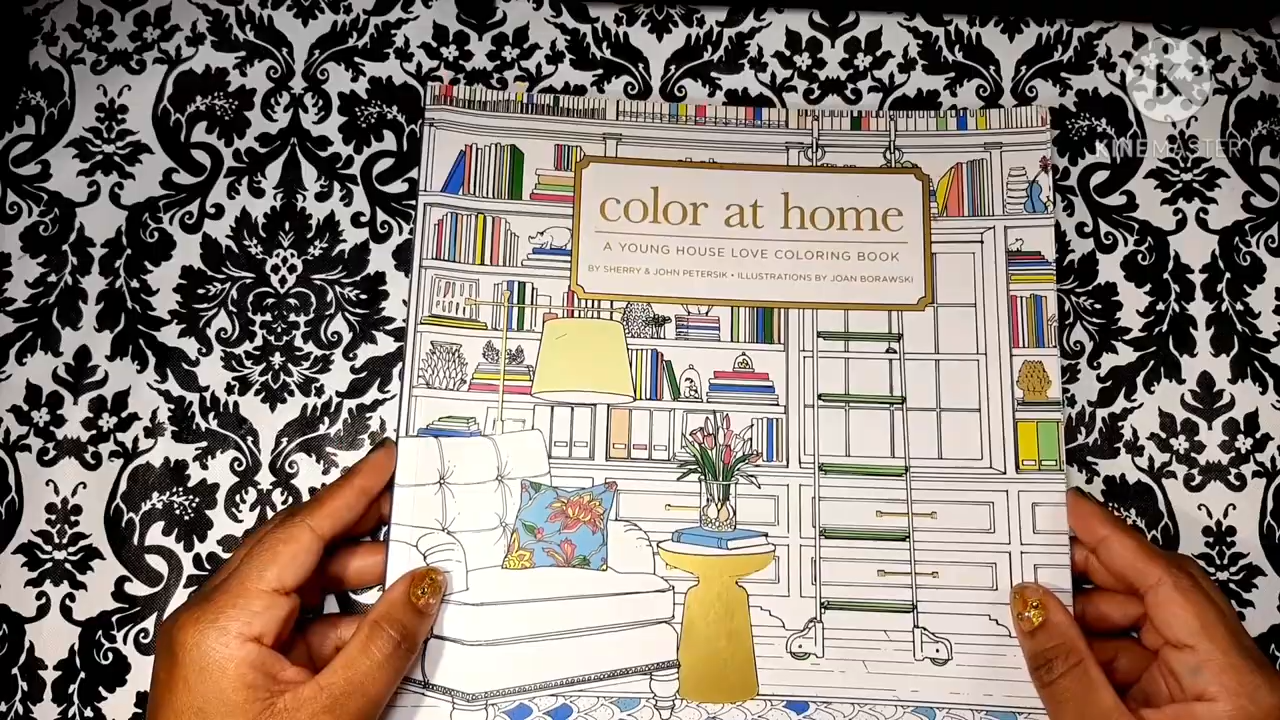 color at home
A YOUNG HOUSE LOVE COLORING BOOK
BY SHERRY & JOHN PETERSIK • ILLUSTRATIONS BY JOAN BORAWSKI
K
KINEMASTER